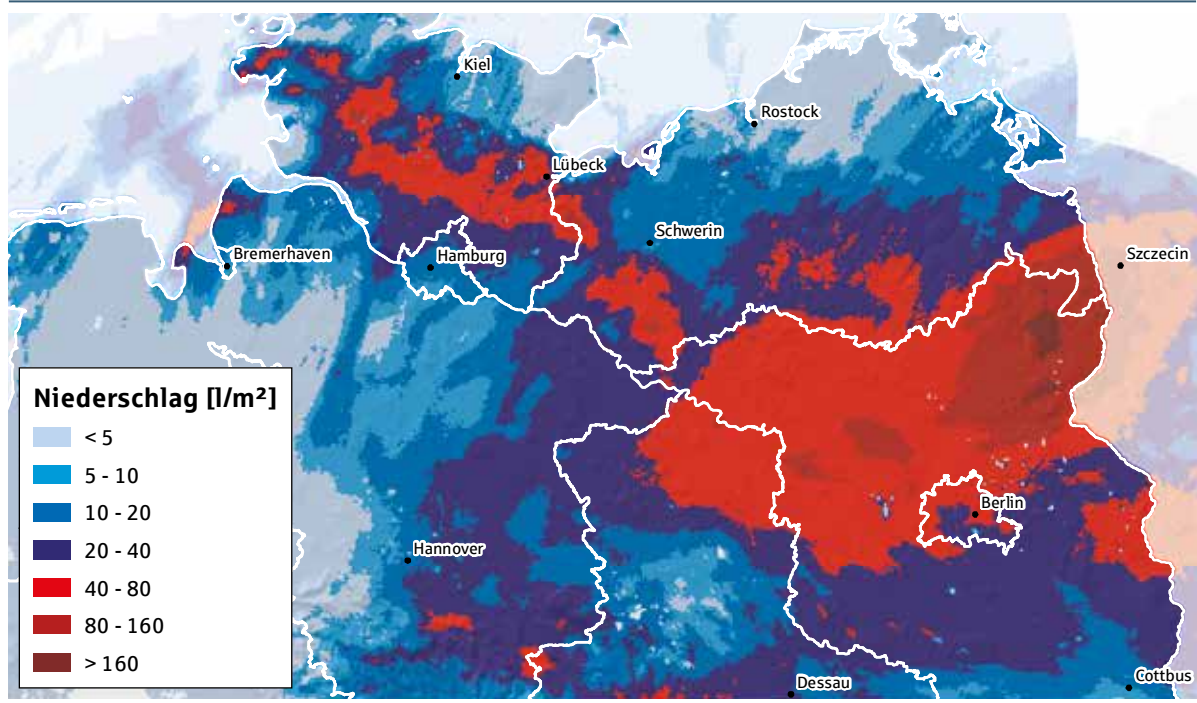 Kiel
Rostock
Lübeck
Schwerin
Bremerhaven
Hamburg
Szczecin
Niederschlag [l/m²]
< 5
5 - 10
10 - 20
20 - 40
40 - 80
80 - 160
> 160
Berlin
Hannover
Dessau
Cottbus